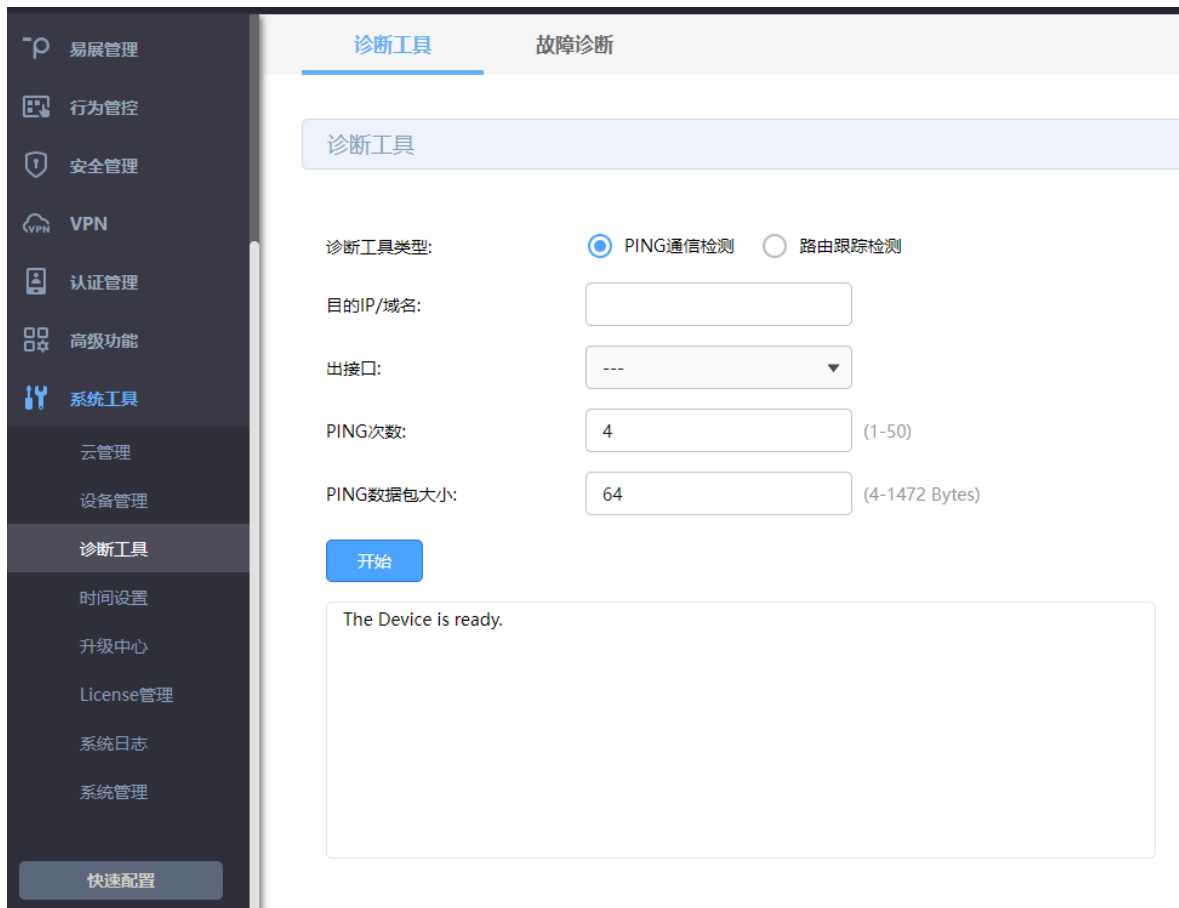 易展管理
行为管控
安全管理
VPN
VPN
认证管理
高级功能
系统工具
云管理
设备管理
诊断工具
时间设置
升级中心
License管理
系统日志
系统管理
快速配置
诊断工具 故障诊断
诊断工具
诊断工具类型: PING通信检测 路由跟踪检测
目的IP/域名:
出接口: ---
PING次数: 4 (1-50)
PING数据包大小: 64 (4-1472 Bytes)
开始
The Device is ready.